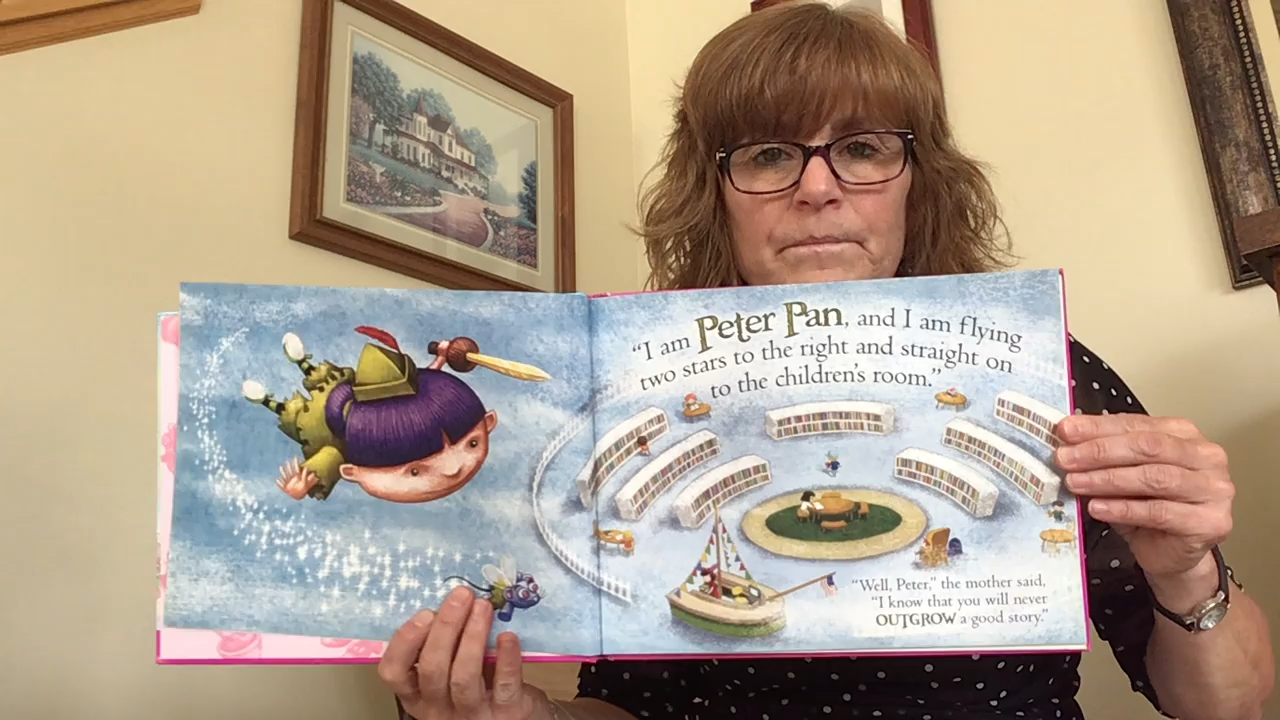 “I am Peter Pan, and I am flying
two stars to the right and straight on
to the children’s room.”
“Well, Peter,” the mother said,
“I know that you will never
OUTGROW a good story.”